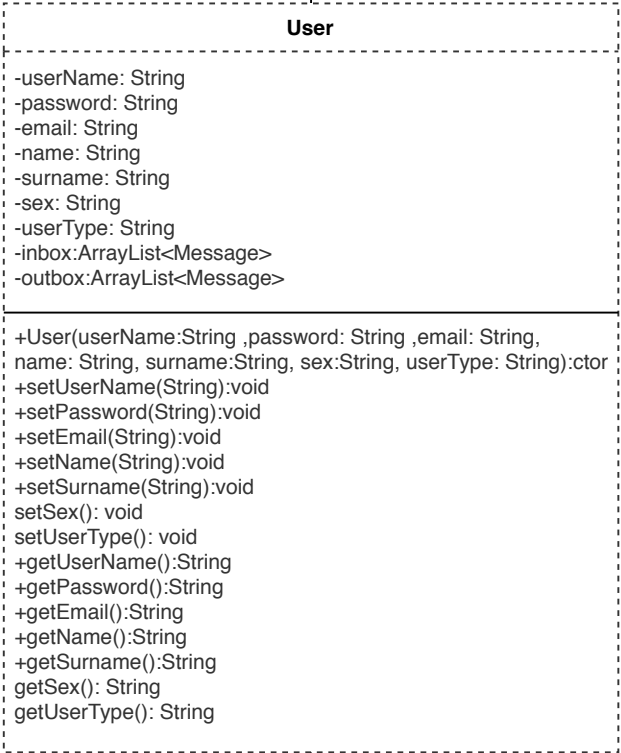 User
-userName: String
-password: String
-email: String
-name: String
-surname: String
-sex: String
-userType: String
-inbox:ArrayList<Message>
-outbox:ArrayList<Message>
+User(userName:String ,password: String ,email: String,
name: String, surname:String, sex:String, userType: String):ctor
+setUserName(String):void
+setPassword(String):void
+setEmail(String):void
+setName(String):void
+setSurname(String):void
setSex(): void
setUserType(): void
+getUserName():String
+getPassword():String
+getEmail():String
+getName():String
+getSurname():String
getSex(): String
getUserType(): String